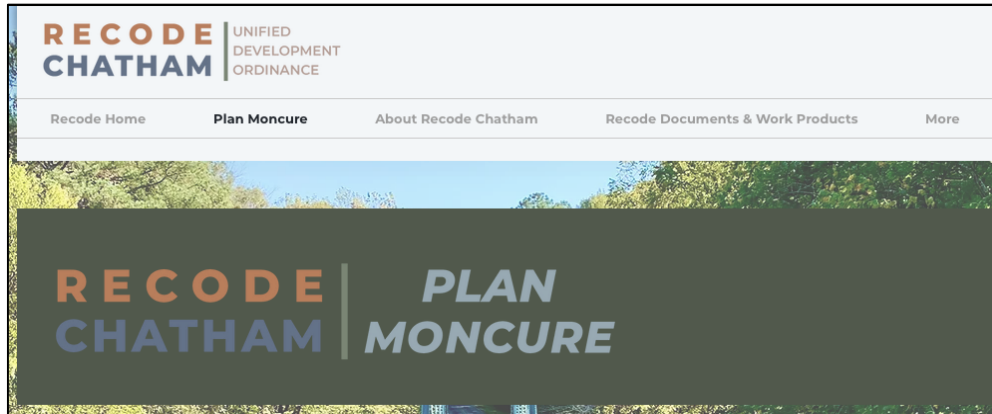 RECODE
CHATHAM
UNIFIED
DEVELOPMENT
ORDINANCE
Recode Home Plan Moncure About Recode Chatham Recode Documents & Work Products More
RECODE
CHATHAM
PLAN
MONCURE